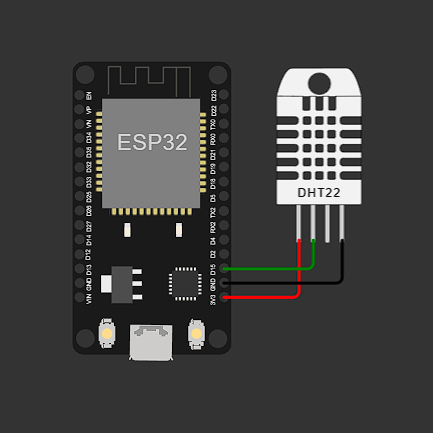 ESP32
EN
VP
VN
D34
D35
D32
D33
D25
D26
D27
D14
D12
D13
GND
VIN
D23
D22
TX0
RX0
D21
D19
D18
D5
TX2
RX2
D4
D2
D15
GND
3V3
DHT22